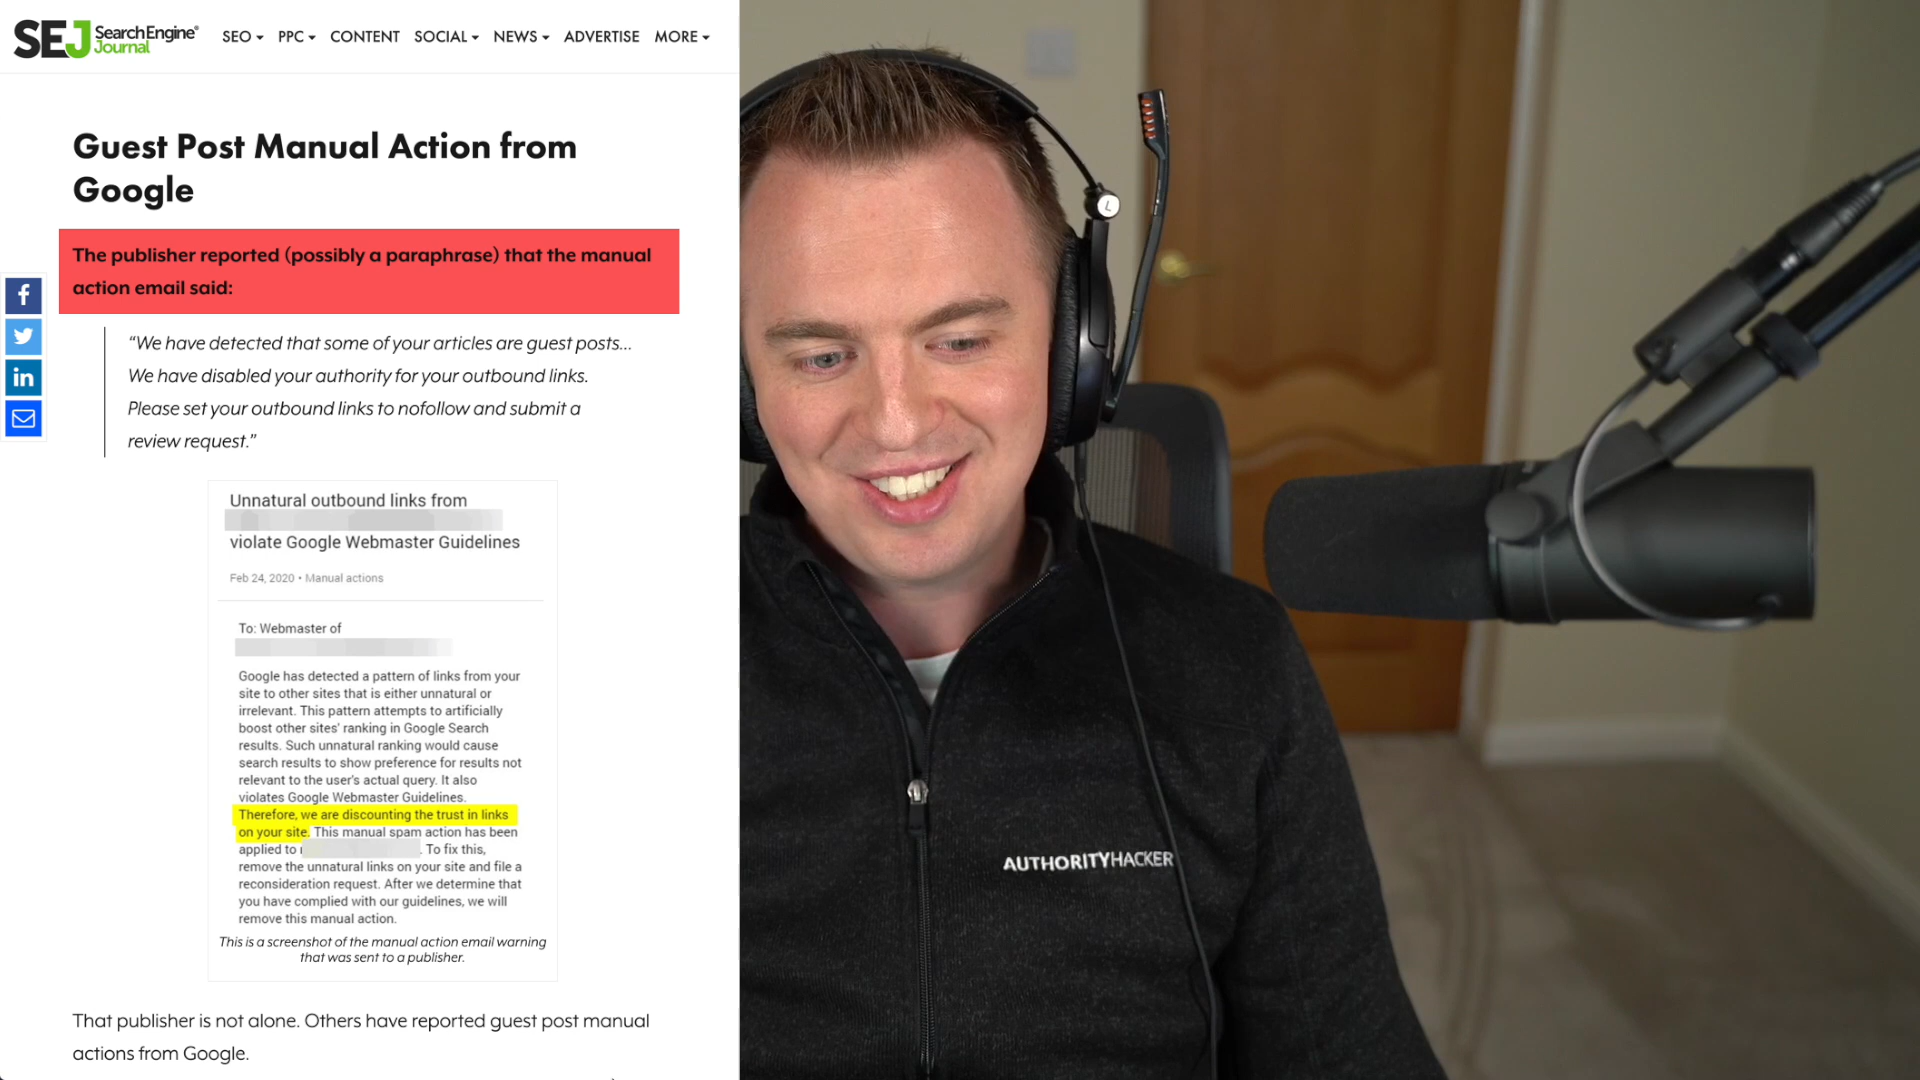 SEJ Search Engine Journal
SEO PPC CONTENT SOCIAL NEWS ADVERTISE MORE
Guest Post Manual Action from
Google
The publisher reported (possibly a paraphrase) that the manual
action email said:
“We have detected that some of your articles are guest posts...
We have disabled your authority for your outbound links.
Please set your outbound links to nofollow and submit a
review request.”
Unnatural outbound links from
violate Google Webmaster Guidelines
Feb 24, 2020 • Manual actions
To: Webmaster of
Google has detected a pattern of links from your
site to other sites that is either unnatural or
irrelevant. This pattern attempts to artificially
boost other sites' ranking in Google Search
results. Such unnatural ranking would cause
search results to show preference for results not
relevant to the user's actual query. It also
violates Google Webmaster Guidelines.
Therefore, we are discounting the trust in links
on your site. This manual spam action has been
applied to . To fix this,
remove the unnatural links on your site and file a
reconsideration request. After we determine that
you have complied with our guidelines, we will
remove this manual action.
This is a screenshot of the manual action email warning
that was sent to a publisher.
That publisher is not alone. Others have reported guest post manual
actions from Google.
L
AUTHORITYHACKER